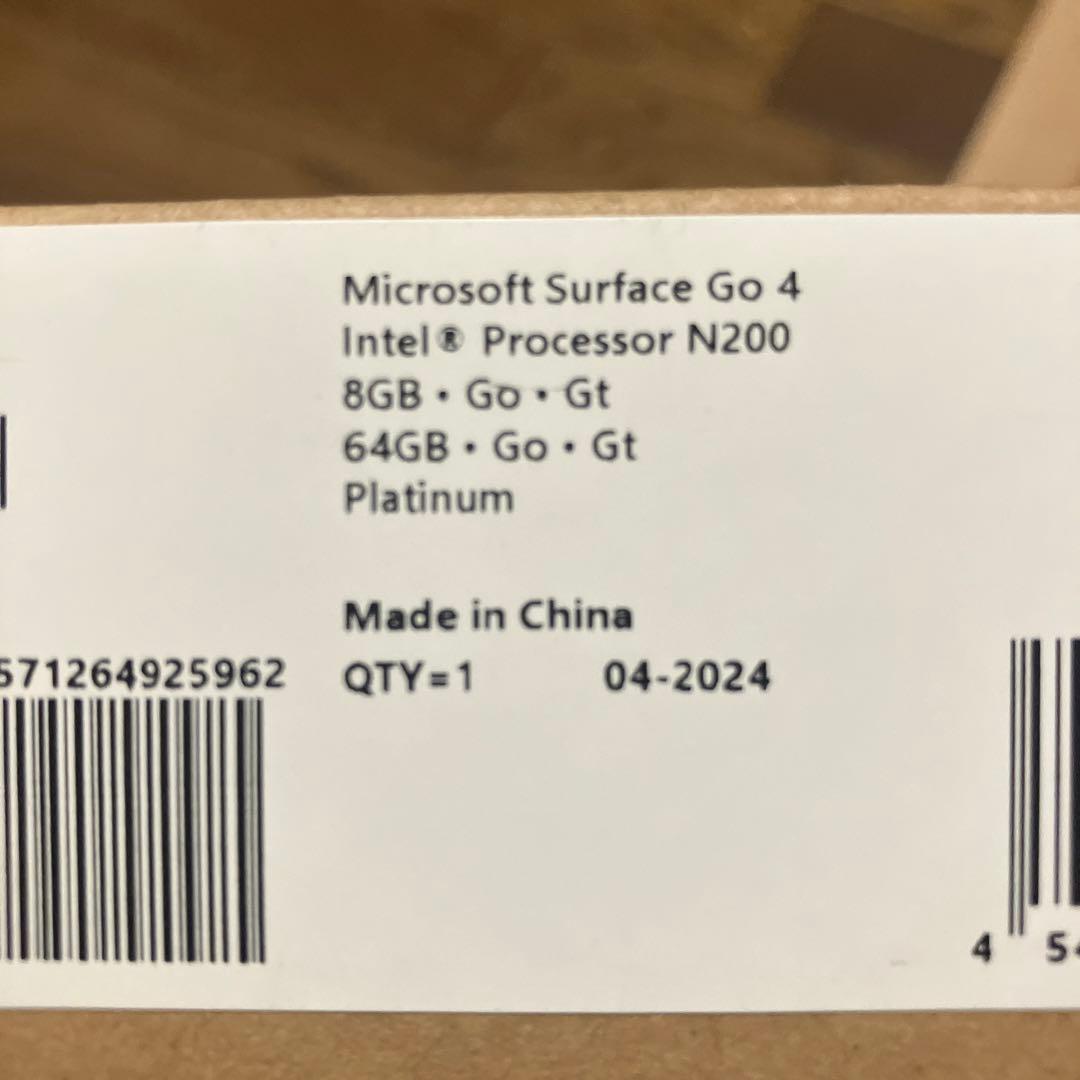 Microsoft Surface Go 4
Intel® Processor N200
8GB • Go • Gt
64GB • Go • Gt
Platinum
Made in China
571264925962 QTY=1 04-2024
4